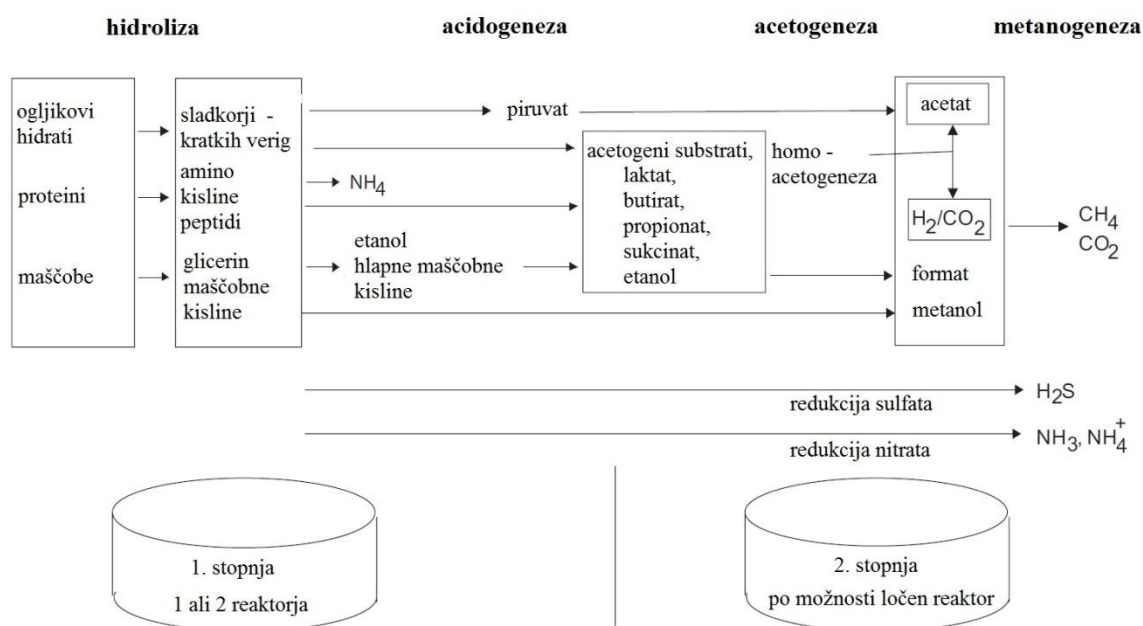 hidroliza
acidogeneza
acetogeneza
metanogeneza
ogljikovi
hidrati
proteini
maščobe
sladkorji -
kratkih verig
amino
kisline
peptidi
glicerin
maščobne
kisline
piruvat
NH4
etanol
hlapne maščobne
kisline
acetogeni substrati,
laktat,
butirat,
propionat,
sukcinat,
etanol
homo -
acetogeneza
acetat
H2/CO2
format
metanol
CH4
CO2
redukcija sulfata
H2S
redukcija nitrata
NH3, NH4+
1. stopnja
1 ali 2 reaktorja
2. stopnja
po možnosti ločen reaktor